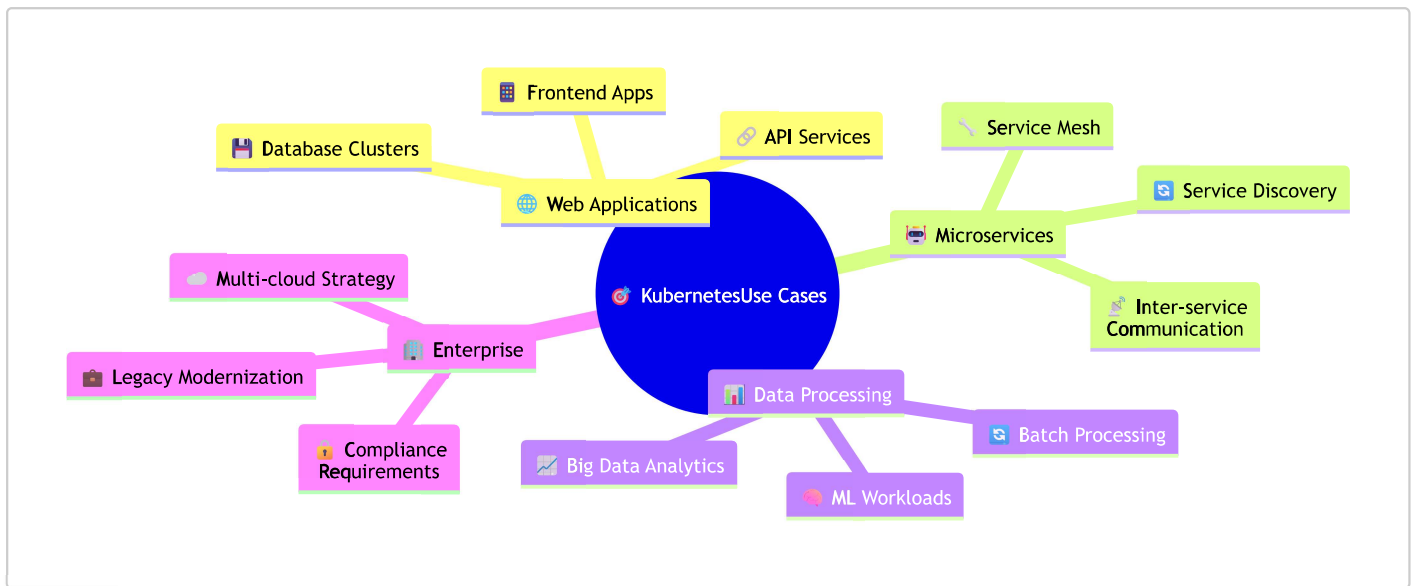 Frontend Apps
API Services
Database Clusters
Web Applications
Service Mesh
Service Discovery
Microservices
Inter-service
Communication
KubernetesUse Cases
Multi-cloud Strategy
Enterprise
Legacy Modernization
Compliance
Requirements
Data Processing
Batch Processing
Big Data Analytics
ML Workloads